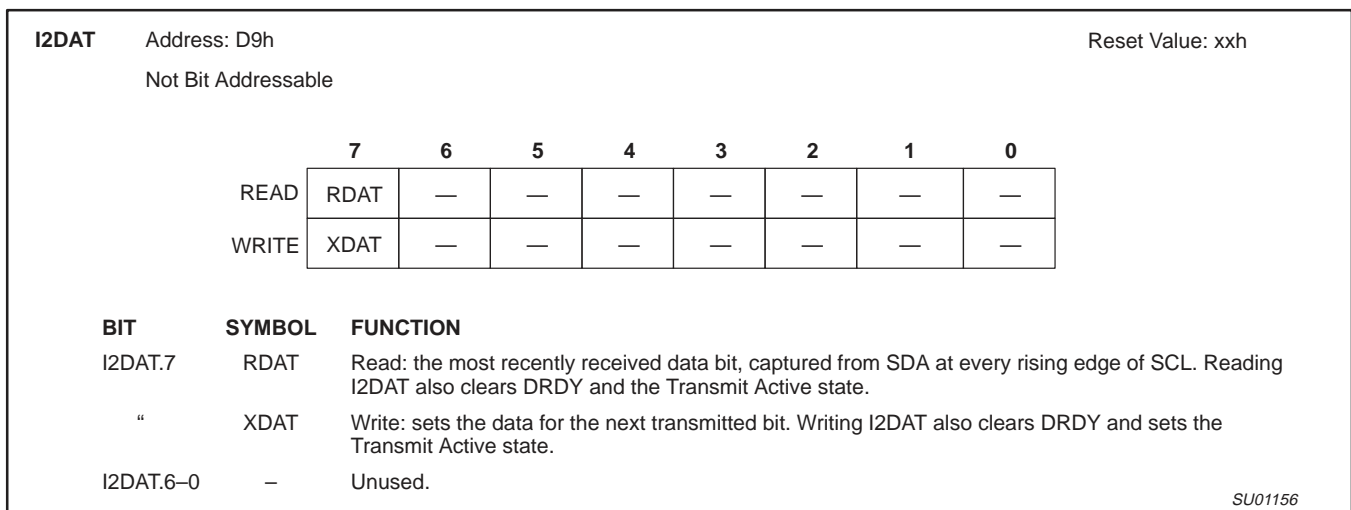 I2DAT Address: D9h Reset Value: xxh
Not Bit Addressable
7 6 5 4 3 2 1 0
READ RDAT — — — — — — —
WRITE XDAT — — — — — — —
BIT SYMBOL FUNCTION
I2DAT.7 RDAT Read: the most recently received data bit, captured from SDA at every rising edge of SCL. Reading
I2DAT also clears DRDY and the Transmit Active state.
“ XDAT Write: sets the data for the next transmitted bit. Writing I2DAT also clears DRDY and sets the
Transmit Active state.
I2DAT.6–0 – Unused.
SU01156